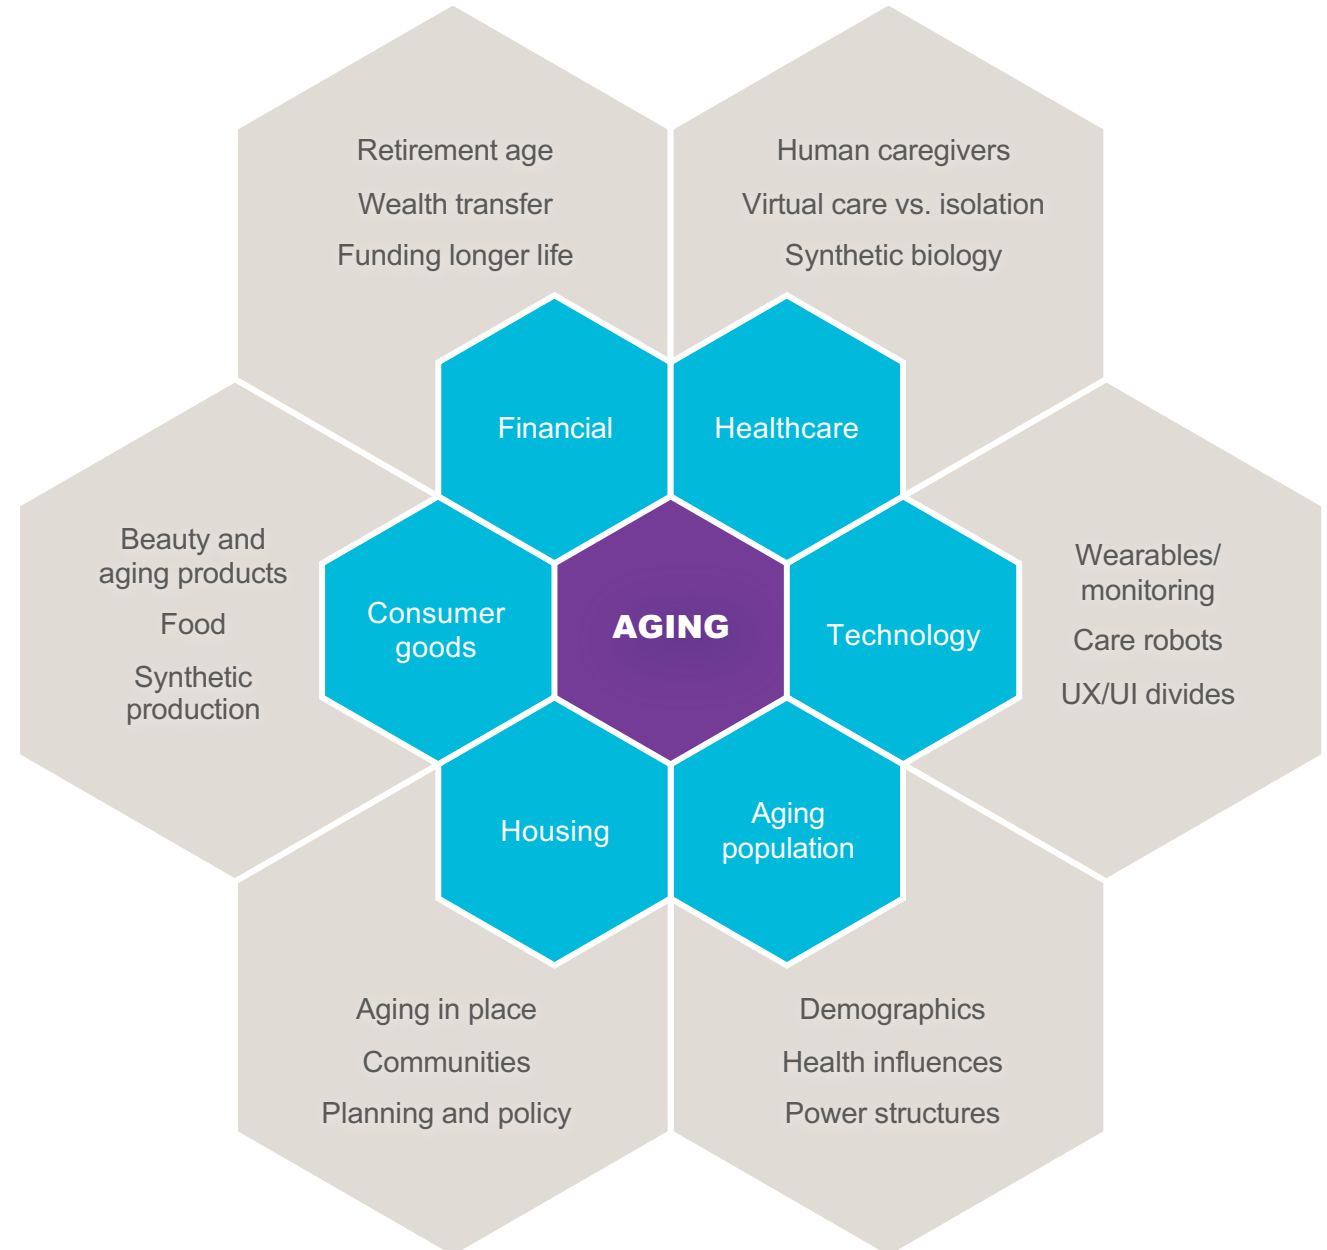 Retirement age
Wealth transfer
Funding longer life
Human caregivers
Virtual care vs. isolation
Synthetic biology
Financial
Healthcare
Beauty and
aging products
Food
Synthetic
production
Consumer
goods
AGING
Technology
Wearables/
monitoring
Care robots
UX/UI divides
Housing
Aging
population
Aging in place
Communities
Planning and policy
Demographics
Health influences
Power structures